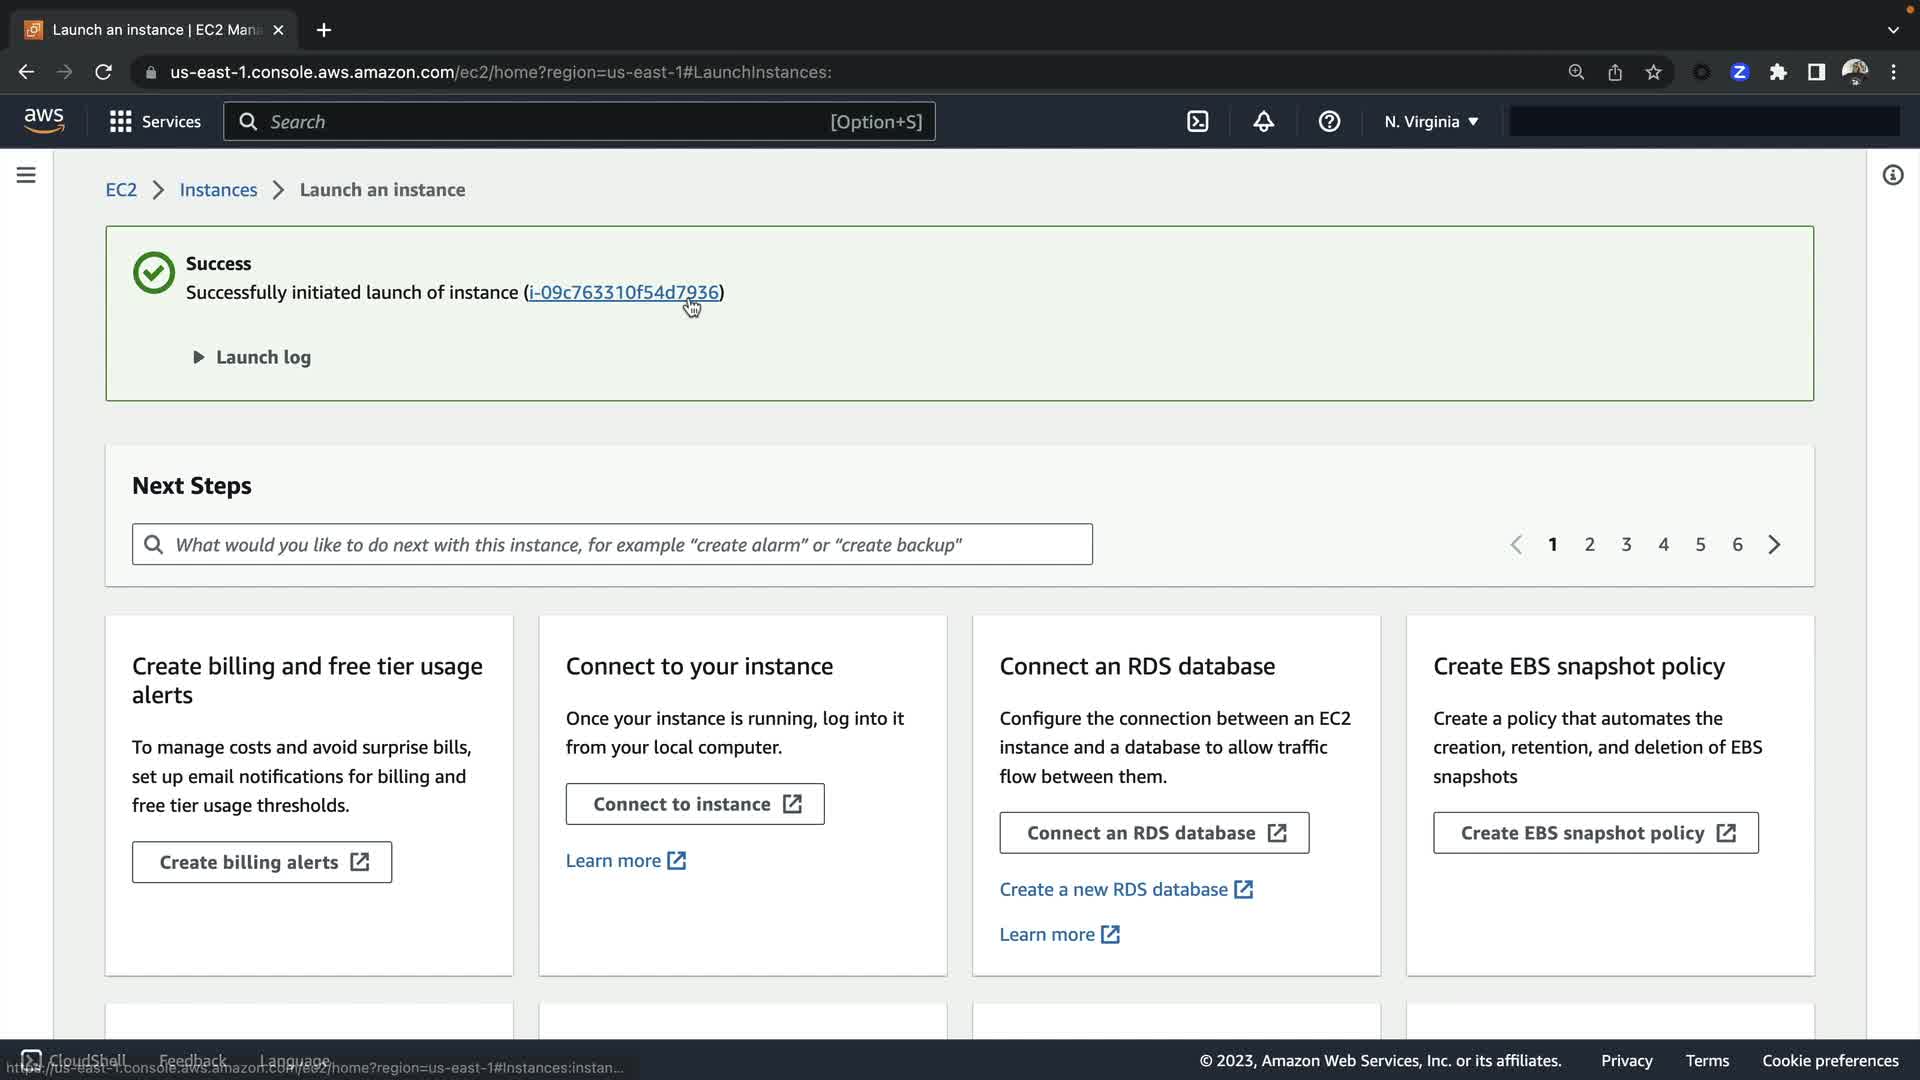 Launch an instance | EC2 Mana
us-east-1.console.aws.amazon.com/ec2/home?region=us-east-1#LaunchInstances:
Z
aws
Services
Search
[Option+S]
N. Virginia
EC2
Instances
Launch an instance
Success
Successfully initiated launch of instance (i-09c763310f54d7936)
Launch log
Next Steps
What would you like to do next with this instance, for example “create alarm” or “create backup"
1 2 3 4 5 6
Create billing and free tier usage
alerts
To manage costs and avoid surprise bills,
set up email notifications for billing and
free tier usage thresholds.
Create billing alerts
Connect to your instance
Once your instance is running, log into it
from your local computer.
Connect to instance
Learn more
Connect an RDS database
Configure the connection between an EC2
instance and a database to allow traffic
flow between them.
Connect an RDS database
Create a new RDS database
Learn more
Create EBS snapshot policy
Create a policy that automates the
creation, retention, and deletion of EBS
snapshots
Create EBS snapshot policy
CloudShell
Feedback
Language
https://us-east-1.console.aws.amazon.com/ec2/home?region=us-east-1#Instances:instan...
© 2023, Amazon Web Services, Inc. or its affiliates.
Privacy
Terms
Cookie preferences